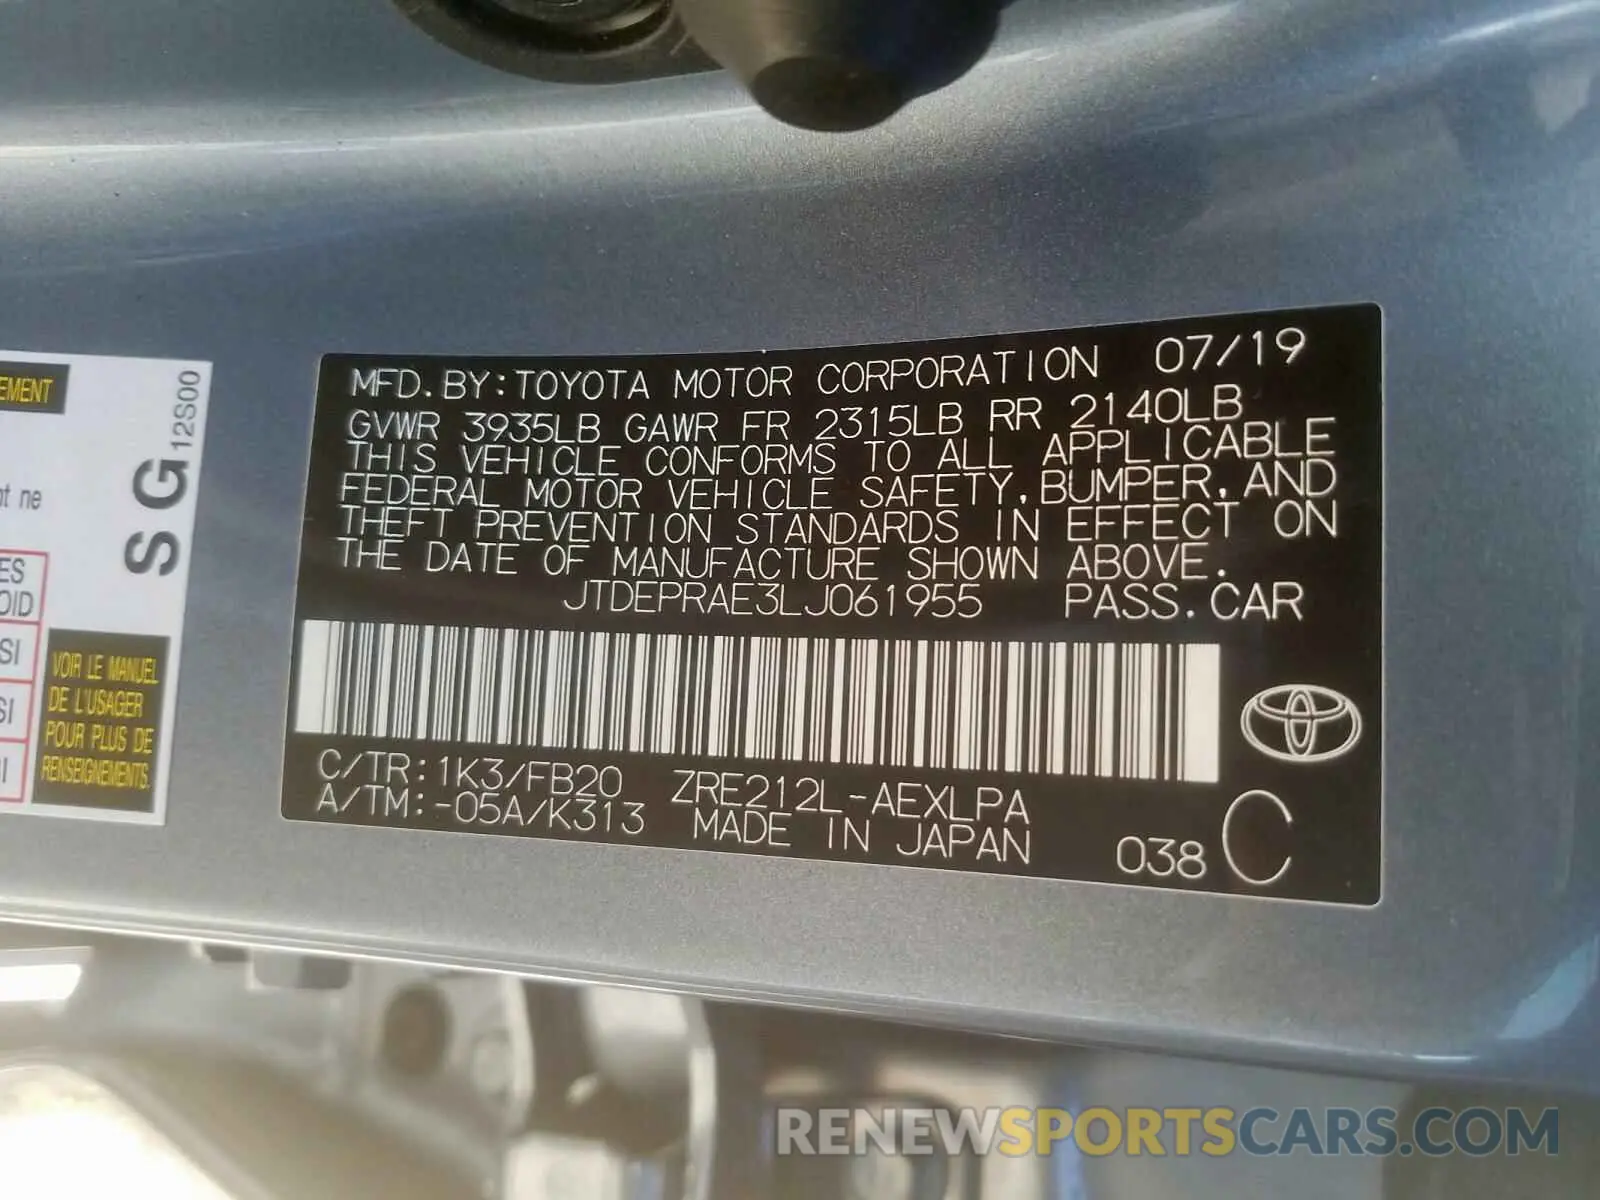 EMENT
12S00
SG
nt ne
ES
OID
SI
SI
VOIR LE MANUEL
DE L'USAGER
POUR PLUS DE
RENSEIGNEMENTS.
MFD. BY: TOYOTA MOTOR CORPORATION 07/19
GVWR 3935LB GAWR FR 2315LB RR 2140LB
THIS VEHICLE CONFORMS TO ALL APPLICABLE
FEDERAL MOTOR VEHICLE SAFETY, BUMPER, AND
THEFT PREVENTION STANDARDS IN EFFECT ON
THE DATE OF MANUFACTURE SHOWN ABOVE.
JTDEPRAE3LJ061955 PASS. CAR
C/TR: 1K3/FB20 ZRE212L-AEXLPA
A/TM: -05A/K313 MADE IN JAPAN 038 C
RENEWSPORTSCARS.COM